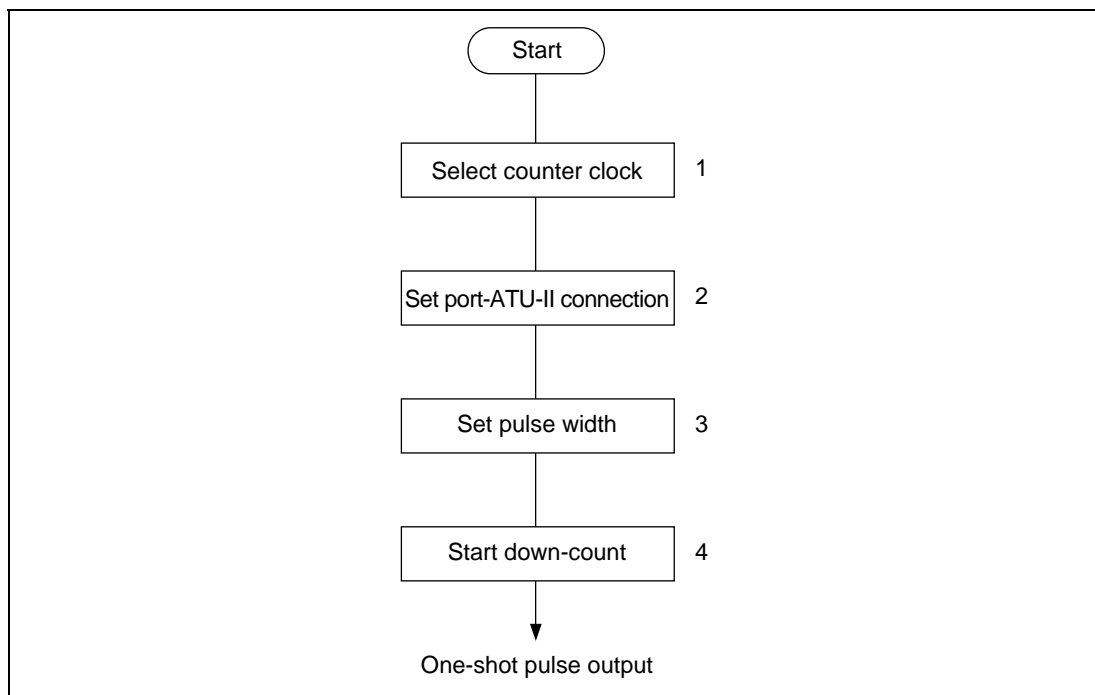 Start
Select counter clock 1
Set port-ATU-II connection 2
Set pulse width 3
Start down-count 4
One-shot pulse output